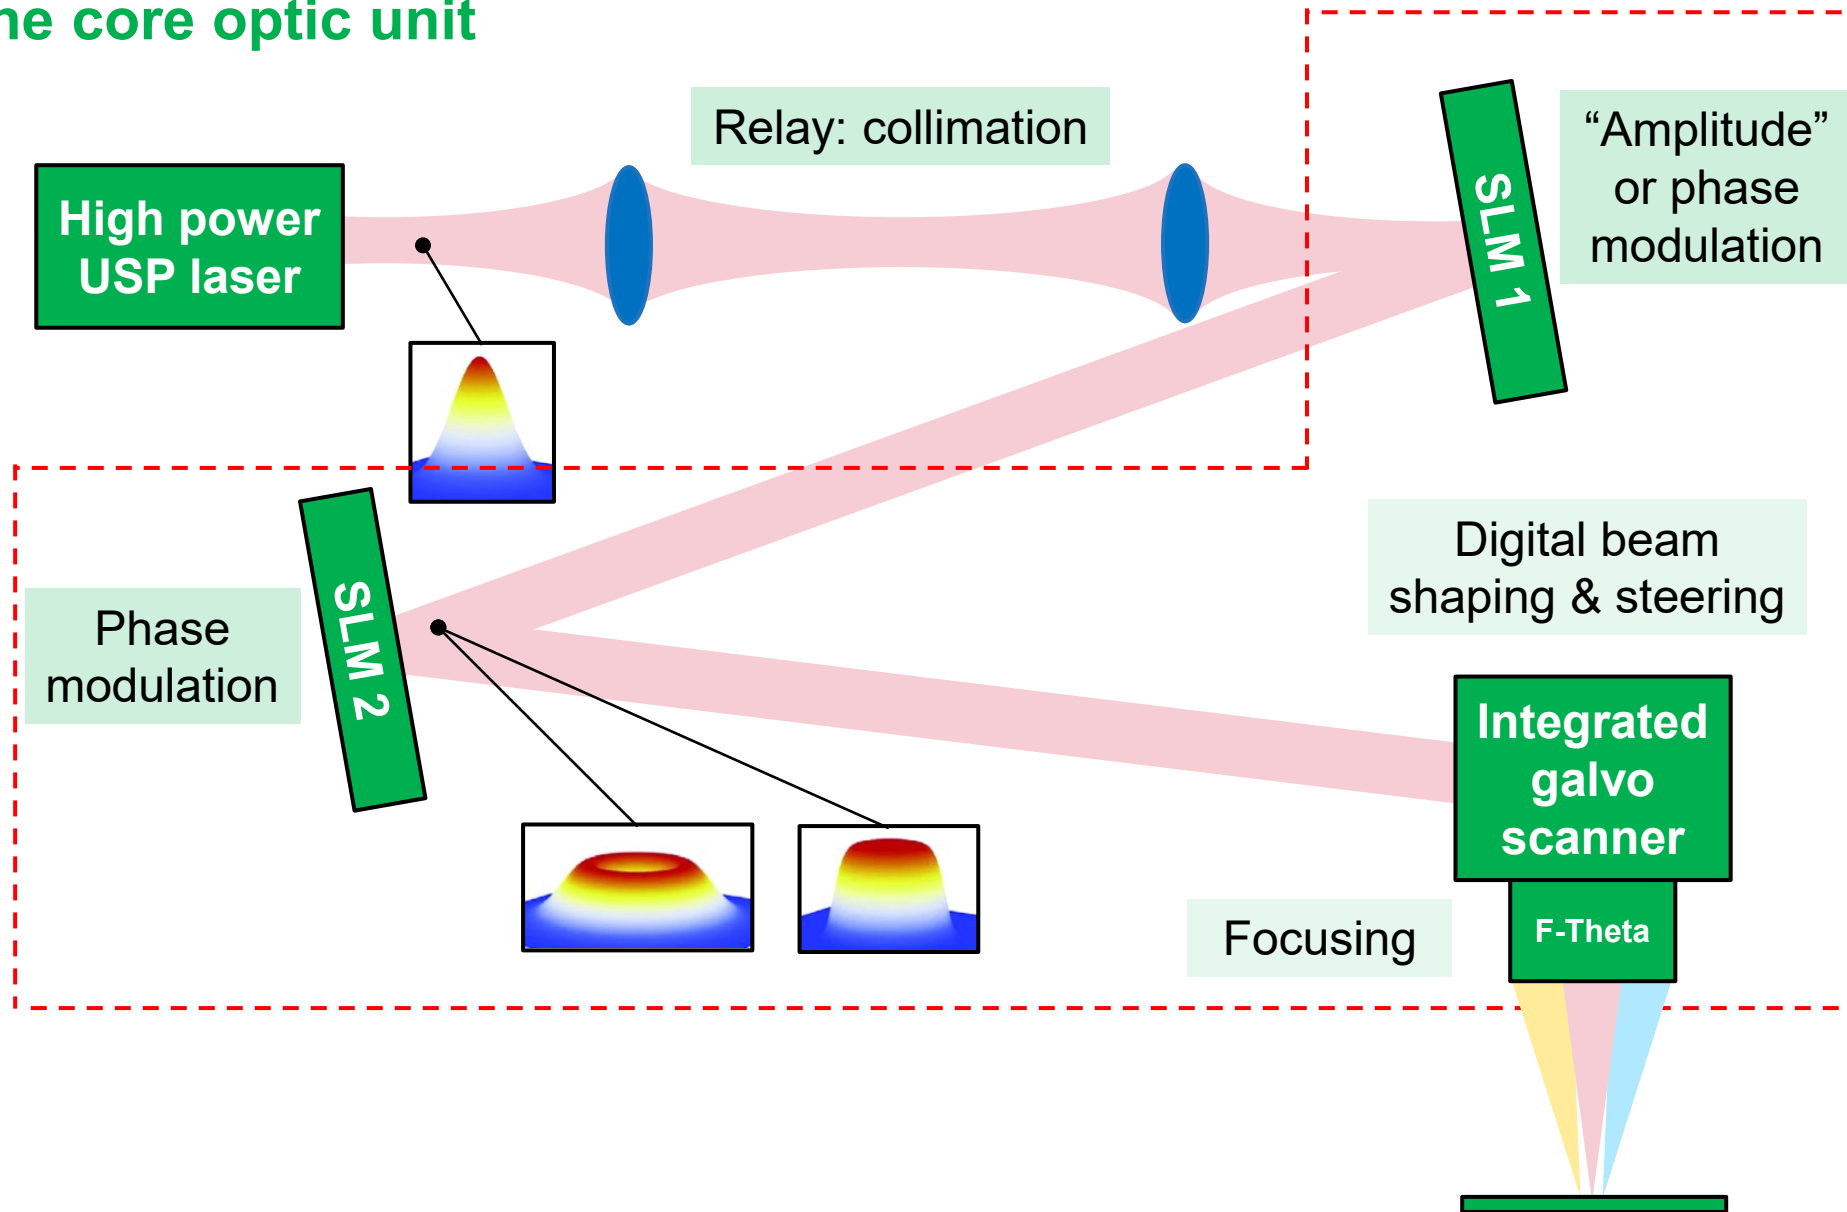 ne core optic unit
Relay: collimation
“Amplitude”
or phase
modulation
High power
USP laser
SLM 1
Digital beam
shaping & steering
Phase
modulation
SLM 2
Integrated
galvo
scanner
Focusing
F-Theta